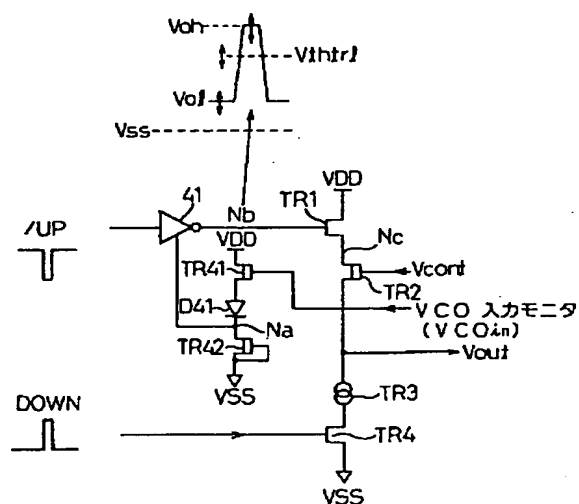 Voh
Vthtrl
Vol
Vss
VDD
41
TR1
/UP
Nb
Nc
VDD
TR41
Vcont
TR2
D41
VCO 入力モニタ
(VCOin)
Na
TR42
Vout
VSS
TR3
DOWN
TR4
VSS